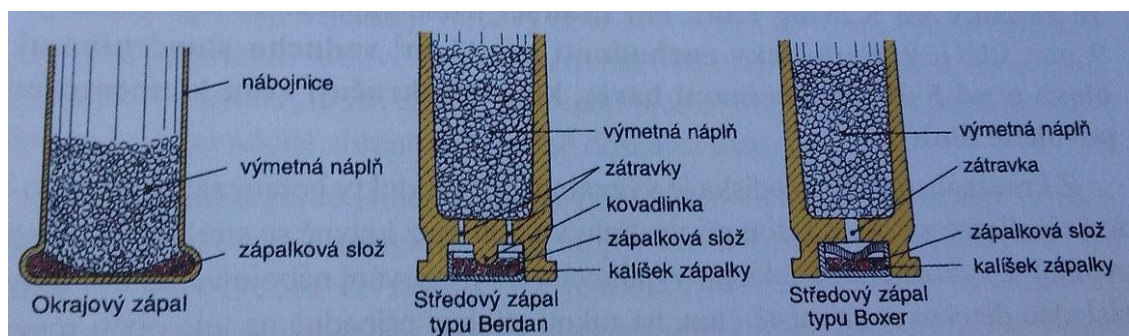 nábojnice
výmetná náplň
zápalková slož
Okrajový zápal
výmetná náplň
zátravky
kovadlinka
zápalková slož
kalíšek zápalky
Středový zápal
typu Berdan
výmetná náplň
zátravka
zápalková slož
kalíšek zápalky
Středový zápal
typu Boxer